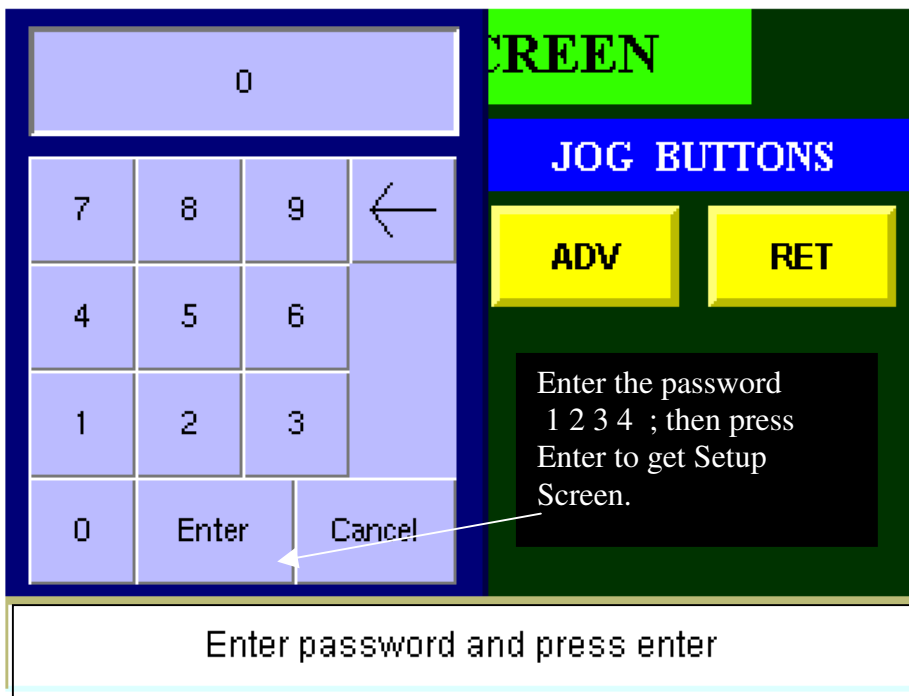 0
CREEN
JOG BUTTONS
7 8 9
ADV RET
4 5 6
Enter the password
1 2 3 4 ; then press
Enter to get Setup
Screen.
1 2 3
0 Enter Cancel
Enter password and press enter